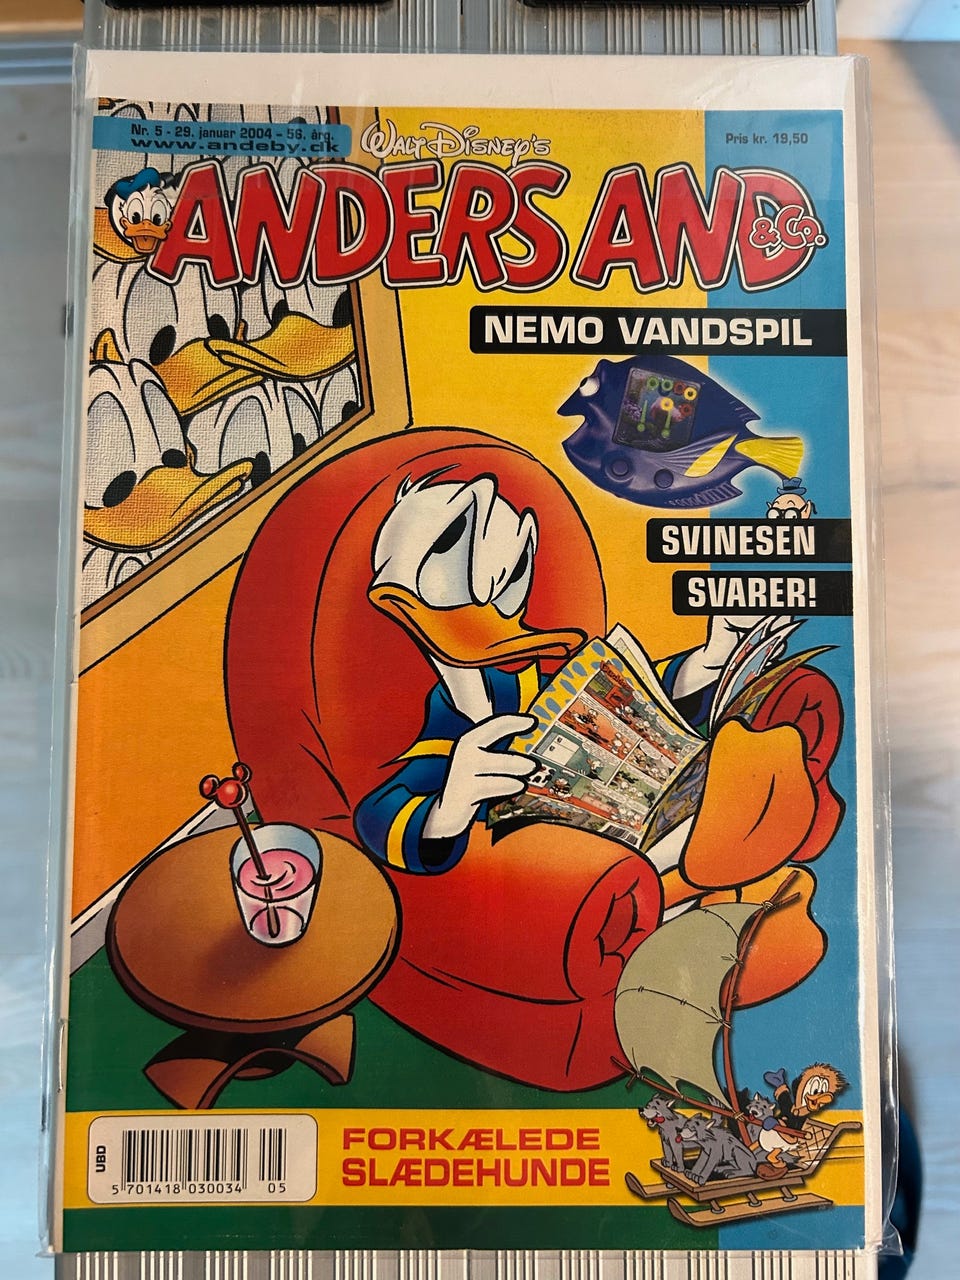 Nr. 5 - 29. januar 2004 - 56. årg.
www.andeby.dk
WALT DISNEY'S
Pris kr. 19,50
ANDERS AND
& Co.
NEMO VANDSPIL
SVINESEN
SVARER!
UBD
5 701418 030034 05
FORKÆLEDE
SLÆDEHUNDE